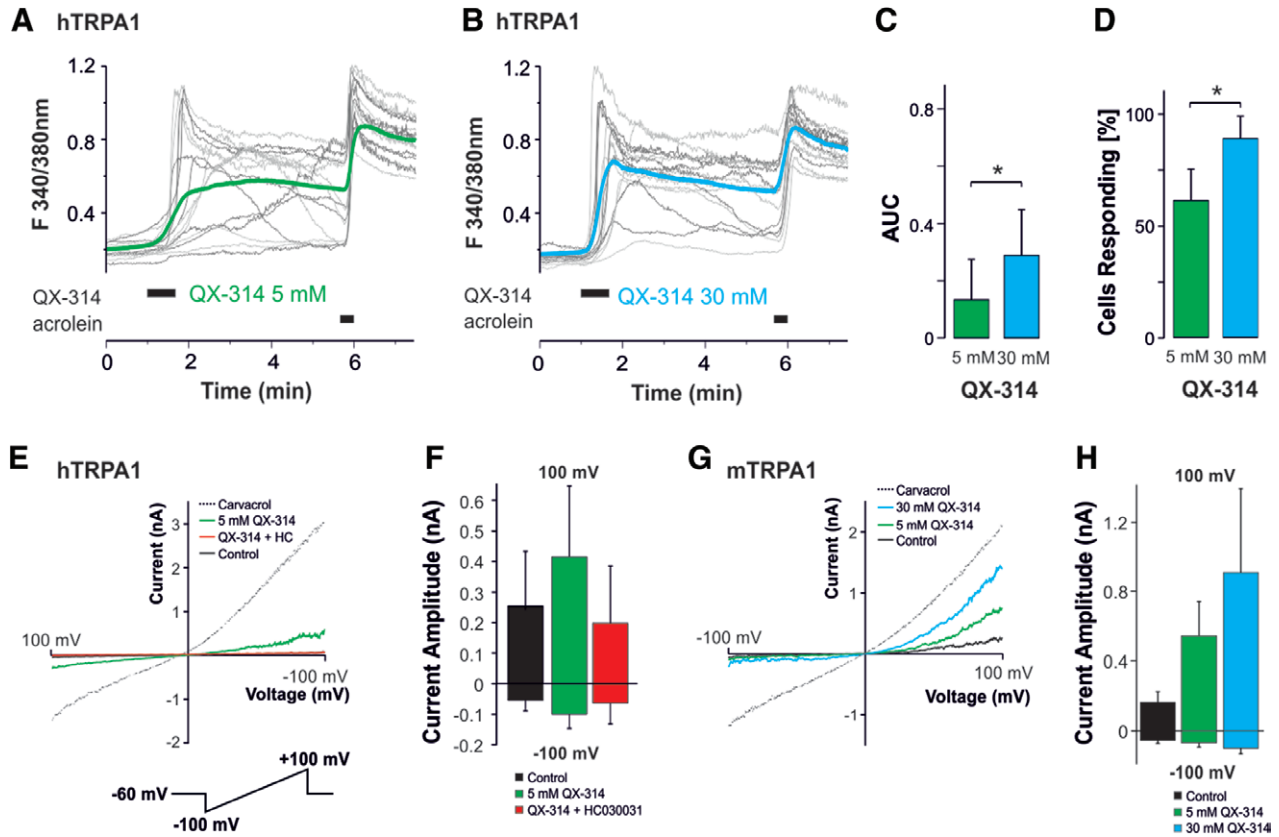 A hTRPA1
1.2
0.8
0.4
F 340/380nm
QX-314 QX-314 5 mM
acrolein
0 2 4 6
Time (min)
B hTRPA1
1.2
0.8
0.4
F 340/380nm
QX-314 QX-314 30 mM
acrolein
0 2 4 6
Time (min)
C
0.8
0.4
0
AUC
*
5 mM 30 mM
QX-314
D
100
50
0
Cells Responding [%]
*
5 mM 30 mM
QX-314
E hTRPA1
Carvacrol
5 mM QX-314
QX-314 + HC
Control
Current (nA)
3
2
1
-1
-2
100 mV
-100 mV
Voltage (mV)
+100 mV
-60 mV
-100 mV
F
100 mV
0.6
0.5
0.4
0.3
0.2
0.1
0
-0.1
-0.2
Current Amplitude (nA)
-100 mV
Control
5 mM QX-314
QX-314 + HC030031
G mTRPA1
Carvacrol
30 mM QX-314
5 mM QX-314
Control
Current (nA)
2
1
-1
-100 mV
100 mV
Voltage (mV)
H
100 mV
1.2
0.8
0.4
0
Current Amplitude (nA)
-100 mV
Control
5 mM QX-314
30 mM QX-314